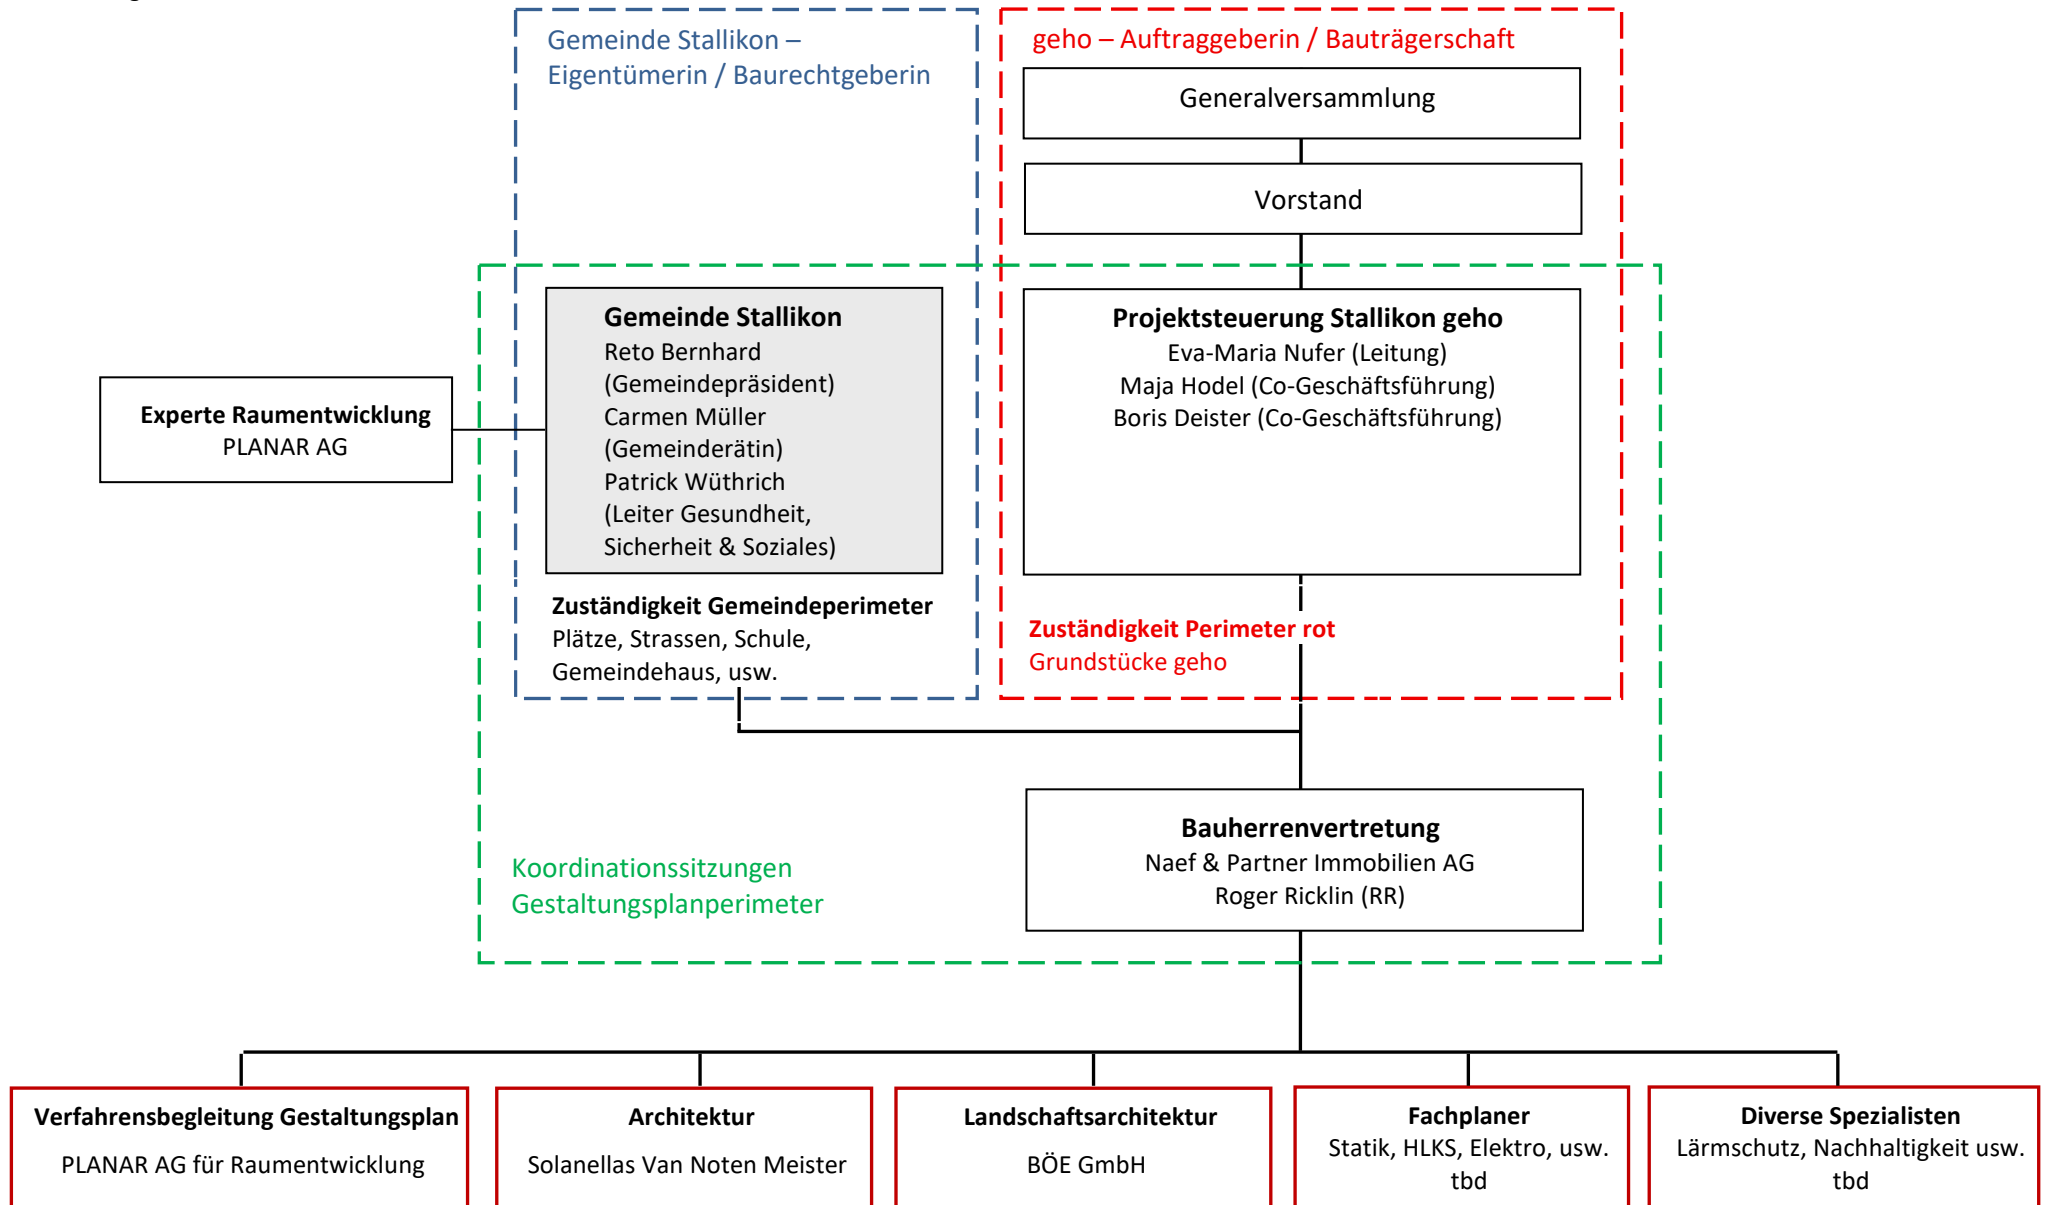 Gemeinde Stallikon –
Eigentümerin / Baurechtgeberin
geho – Auftraggeberin / Bauträgerschaft
Generalversammlung
Vorstand
Gemeinde Stallikon
Reto Bernhard
(Gemeindepräsident)
Carmen Müller
(Gemeinderätin)
Patrick Wüthrich
(Leiter Gesundheit,
Sicherheit & Soziales)
Projektsteuerung Stallikon geho
Eva-Maria Nufer (Leitung)
Maja Hodel (Co-Geschäftsführung)
Boris Deister (Co-Geschäftsführung)
Experte Raumentwicklung
PLANAR AG
Zuständigkeit Gemeindeperimeter
Plätze, Strassen, Schule,
Gemeindehaus, usw.
Zuständigkeit Perimeter rot
Grundstücke geho
Bauherrenvertretung
Naef & Partner Immobilien AG
Roger Ricklin (RR)
Koordinationssitzungen
Gestaltungsplanperimeter
Verfahrensbegleitung Gestaltungsplan
PLANAR AG für Raumentwicklung
Architektur
Solanellas Van Noten Meister
Landschaftsarchitektur
BÖE GmbH
Fachplaner
Statik, HLKS, Elektro, usw.
tbd
Diverse Spezialisten
Lärmschutz, Nachhaltigkeit usw.
tbd